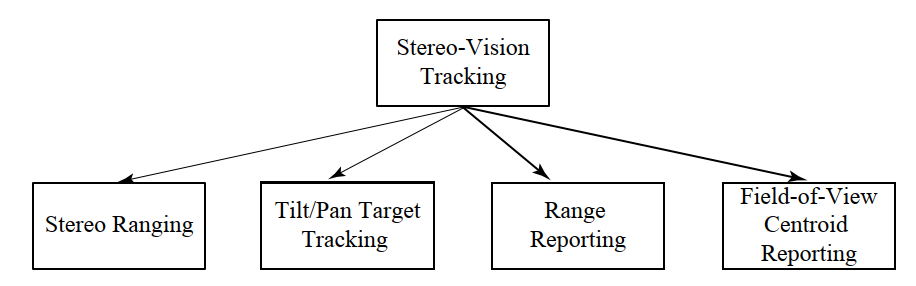 Stereo-Vision
Tracking
Stereo Ranging
Tilt/Pan Target
Tracking
Range
Reporting
Field-of-View
Centroid
Reporting